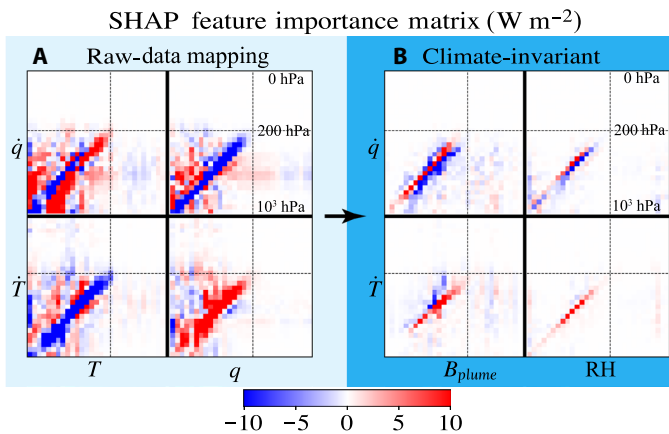 SHAP feature importance matrix (W m−2)
A Raw-data mapping
B Climate-invariant
0 hPa
0 hPa
q̇
200 hPa
q̇
200 hPa
10³ hPa
10³ hPa
Ṫ
Ṫ
T q
B_plume RH
−10 −5 0 5 10